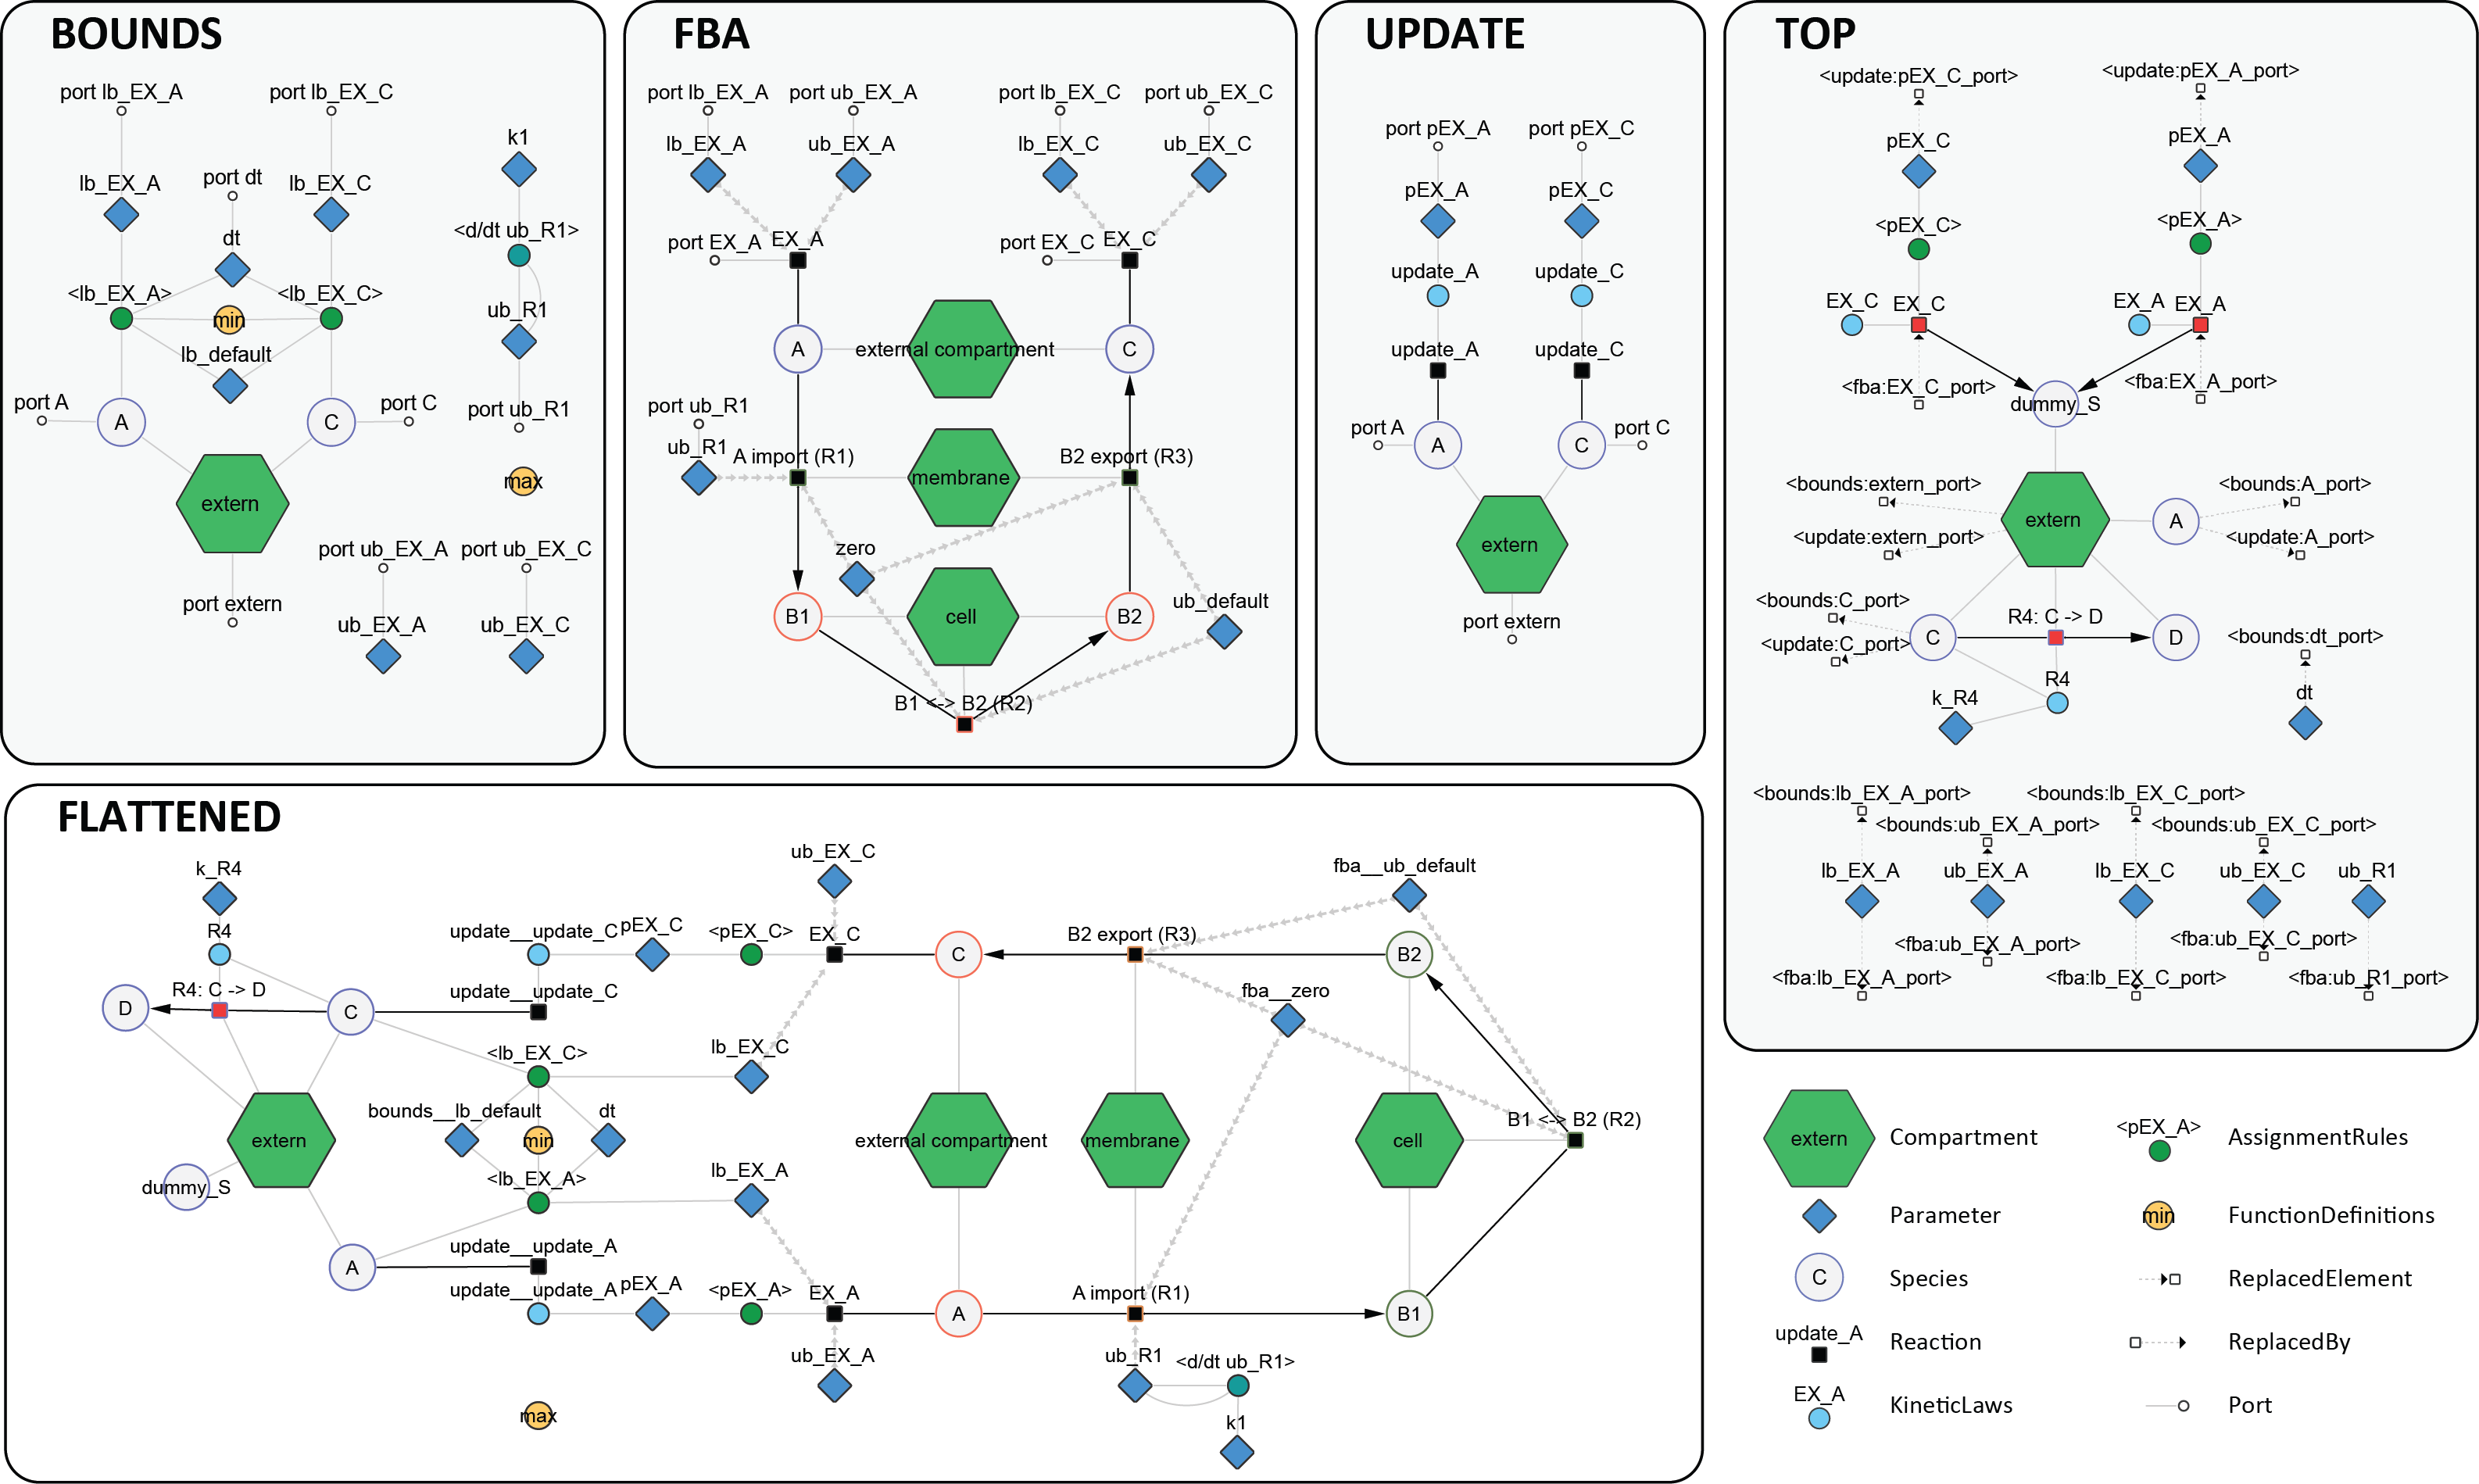 BOUNDS
port lb_EX_A
port lb_EX_C
k1
lb_EX_A
port dt
lb_EX_C
dt
<d/dt ub_R1>
<lb_EX_A>
<lb_EX_C>
min
ub_R1
lb_default
port A
A
C
port C
port ub_R1
max
extern
port ub_EX_A
port ub_EX_C
port extern
ub_EX_A
ub_EX_C
FBA
port lb_EX_A
port ub_EX_A
port lb_EX_C
port ub_EX_C
lb_EX_A
ub_EX_A
lb_EX_C
ub_EX_C
port EX_A
EX_A
port EX_C
EX_C
A
external compartment
C
port ub_R1
ub_R1
A import (R1)
membrane
B2 export (R3)
zero
B1
cell
B2
ub_default
B1 <-> B2 (R2)
UPDATE
port pEX_A
port pEX_C
pEX_A
pEX_C
update_A
update_C
update_A
update_C
port A
A
C
port C
extern
port extern
TOP
<update:pEX_C_port>
<update:pEX_A_port>
pEX_C
pEX_A
<pEX_C>
<pEX_A>
EX_C
EX_C
EX_A
EX_A
<fba:EX_C_port>
<fba:EX_A_port>
dummy_S
<bounds:extern_port>
<bounds:A_port>
extern
A
<update:extern_port>
<update:A_port>
<bounds:C_port>
R4: C -> D
<update:C_port>
C
D
<bounds:dt_port>
R4
k_R4
dt
<bounds:lb_EX_A_port>
<bounds:lb_EX_C_port>
<bounds:ub_EX_A_port>
<bounds:ub_EX_C_port>
lb_EX_A
ub_EX_A
lb_EX_C
ub_EX_C
ub_R1
<fba:ub_EX_A_port>
<fba:ub_EX_C_port>
<fba:lb_EX_A_port>
<fba:lb_EX_C_port>
<fba:ub_R1_port>
FLATTENED
k_R4
ub_EX_C
fba__ub_default
R4
update__update_C
pEX_C
<pEX_C>
EX_C
C
B2 export (R3)
B2
R4: C -> D
update__update_C
fba__zero
D
C
<lb_EX_C>
lb_EX_C
bounds__lb_default
dt
B1 <-> B2 (R2)
extern
min
external compartment
membrane
cell
dummy_S
<lb_EX_A>
lb_EX_A
A
update__update_A
update__update_A
pEX_A
<pEX_A>
EX_A
A
A import (R1)
B1
ub_EX_A
ub_R1
<d/dt ub_R1>
max
k1
extern
Compartment
<pEX_A>
AssignmentRules
Parameter
min
FunctionDefinitions
C
Species
ReplacedElement
update_A
Reaction
ReplacedBy
EX_A
KineticLaws
Port